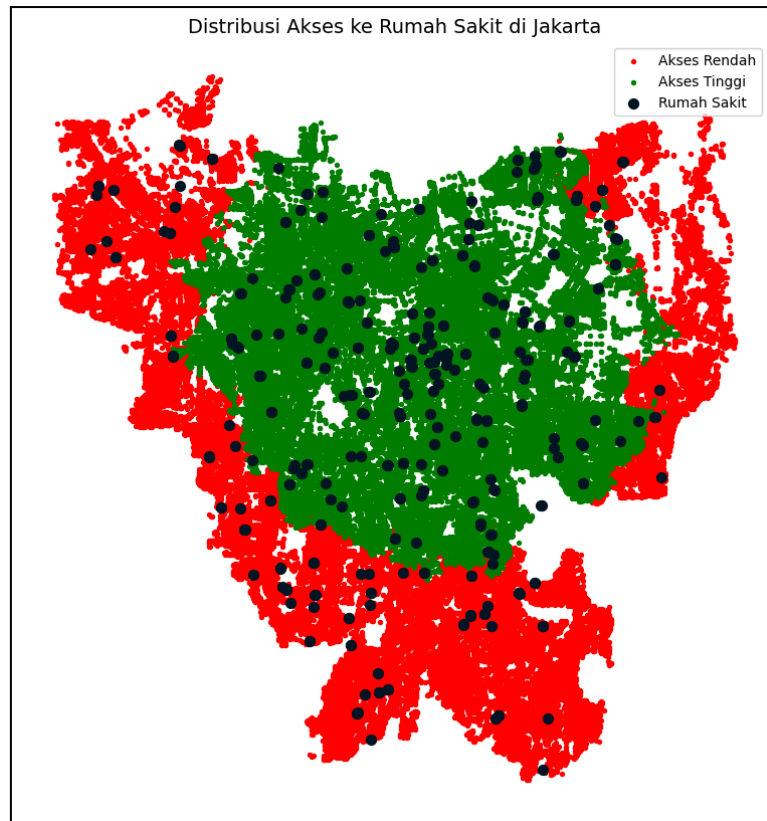 Distribusi Akses ke Rumah Sakit di Jakarta
Akses Rendah
Akses Tinggi
Rumah Sakit